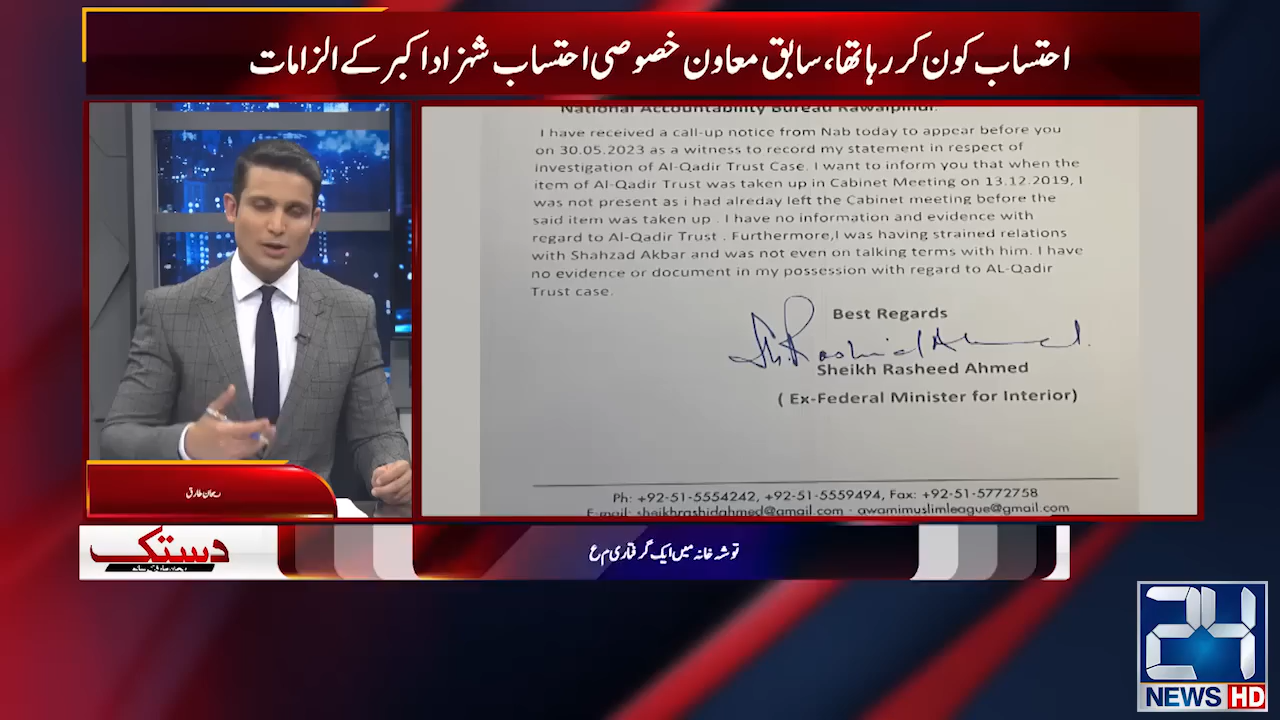 احتساب کون کر رہا تھا، سابق معاون خصوصی احتساب شہزاد اکبر کے الزامات
National Accountability Bureau Rawalpindi.
I have received a call-up notice from Nab today to appear before you
on 30.05.2023 as a witness to record my statement in respect of
investigation of Al-Qadir Trust Case. I want to inform you that when the
item of Al-Qadir Trust was taken up in Cabinet Meeting on 13.12.2019, I
was not present as i had alreday left the Cabinet meeting before the
said item was taken up . I have no information and evidence with
regard to Al-Qadir Trust . Furthermore,I was having strained relations
with Shahzad Akbar and was not even on talking terms with him. I have
no evidence or document in my possession with regard to AL-Qadir
Trust case.
Best Regards
Sh. Rashid Ahmed.
Sheikh Rasheed Ahmed
( Ex-Federal Minister for Interior)
Ph: +92-51-5554242, +92-51-5559494, Fax: +92-51-5772758
E-mail: sheikhrashidahmed@gmail.com - awamimuslimleague@gmail.com
ریحان طارق
دستک
توشہ خانہ میں ایک گرفتاری م ع
24
NEWS HD